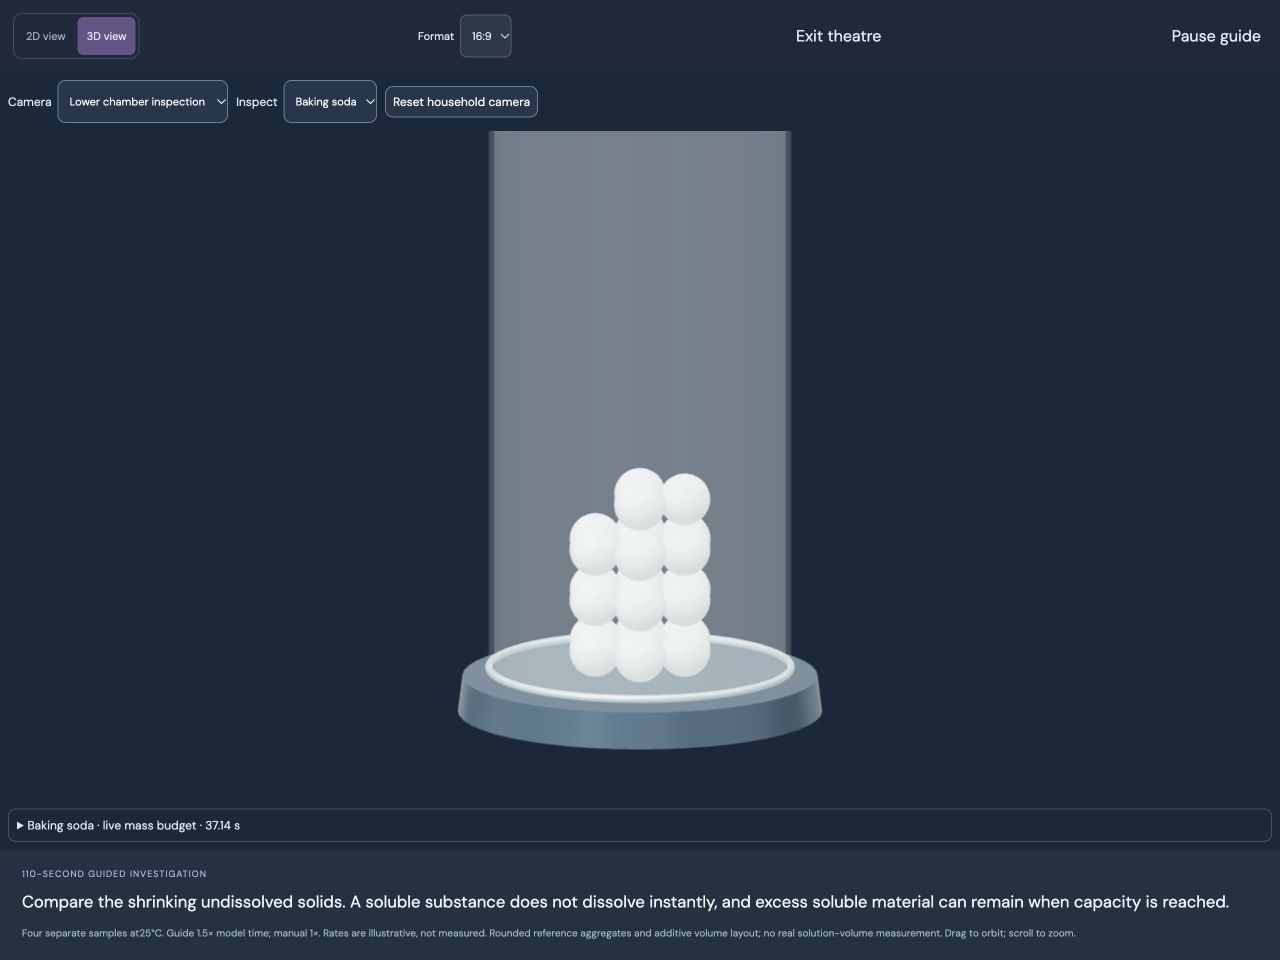 2D view
3D view
Format
16:9
Exit theatre
Pause guide
Camera
Lower chamber inspection
Inspect
Baking soda
Reset household camera
Baking soda · live mass budget · 37.14 s
110-SECOND GUIDED INVESTIGATION
Compare the shrinking undissolved solids. A soluble substance does not dissolve instantly, and excess soluble material can remain when capacity is reached.
Four separate samples at25°C. Guide 1.5× model time; manual 1×. Rates are illustrative, not measured. Rounded reference aggregates and additive volume layout; no real solution-volume measurement. Drag to orbit; scroll to zoom.